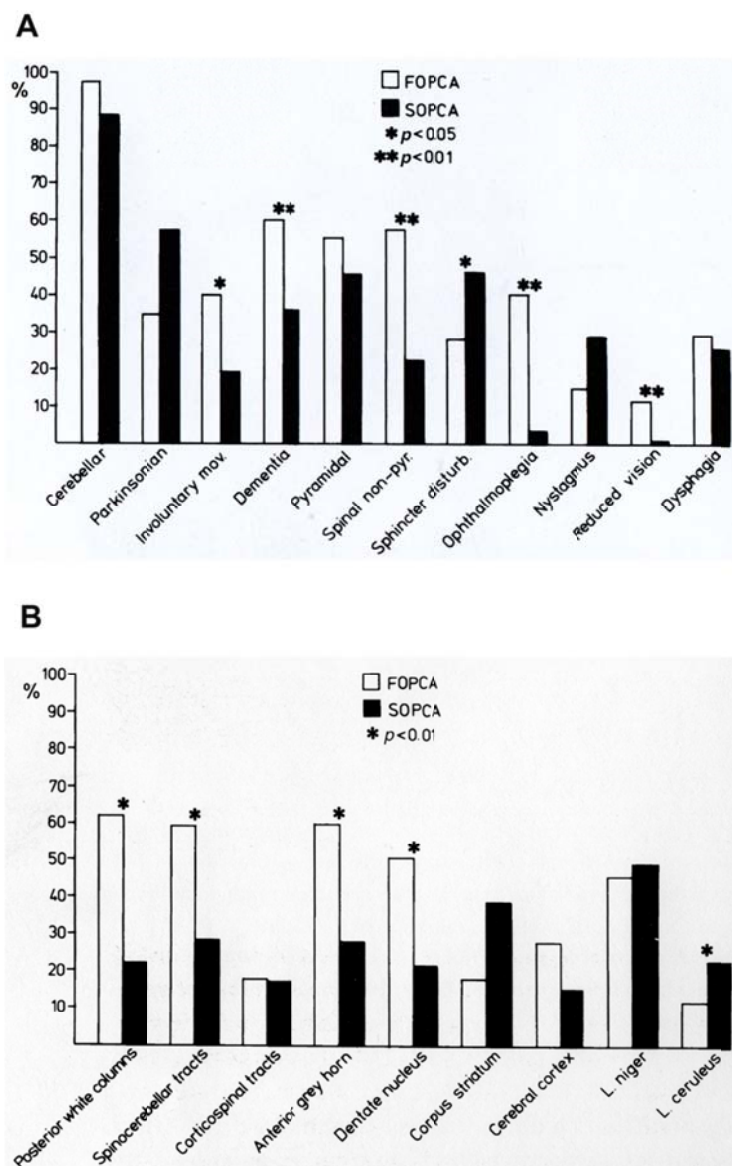 A
100
%
90
80
70
60
50
40
30
20
10
FOPCA
SOPCA
* p<0.05
** p<001
*
**
**
*
**
**
Cerebellar
Parkinsonian
Involuntary mov.
Dementia
Pyramidal
Spinal non-pyr.
Sphincter disturb.
Ophthalmoplegia
Nystagmus
Reduced vision
Dysphagia
B
100
%
90
80
70
60
50
40
30
20
10
FOPCA
SOPCA
* p<0.01
*
*
*
*
*
Posterior white columns
Spinocerebellar tracts
Corticospinal tracts
Anterior grey horn
Dentate nucleus
Corpus striatum
Cerebral cortex
L. niger
L. ceruleus